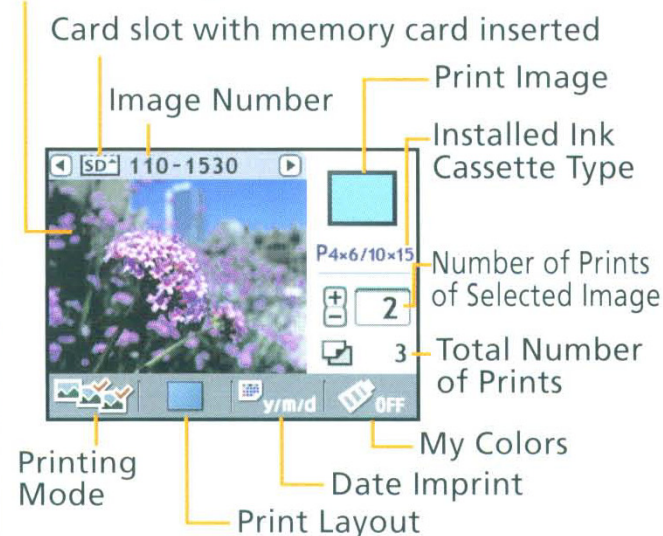 Card slot with memory card inserted
Image Number
Print Image
Installed Ink
Cassette Type
SD
110-1530
P4×6/10×15
Number of Prints
of Selected Image
+
2
−
3
Total Number
of Prints
y/m/d
OFF
My Colors
Printing
Mode
Date Imprint
Print Layout